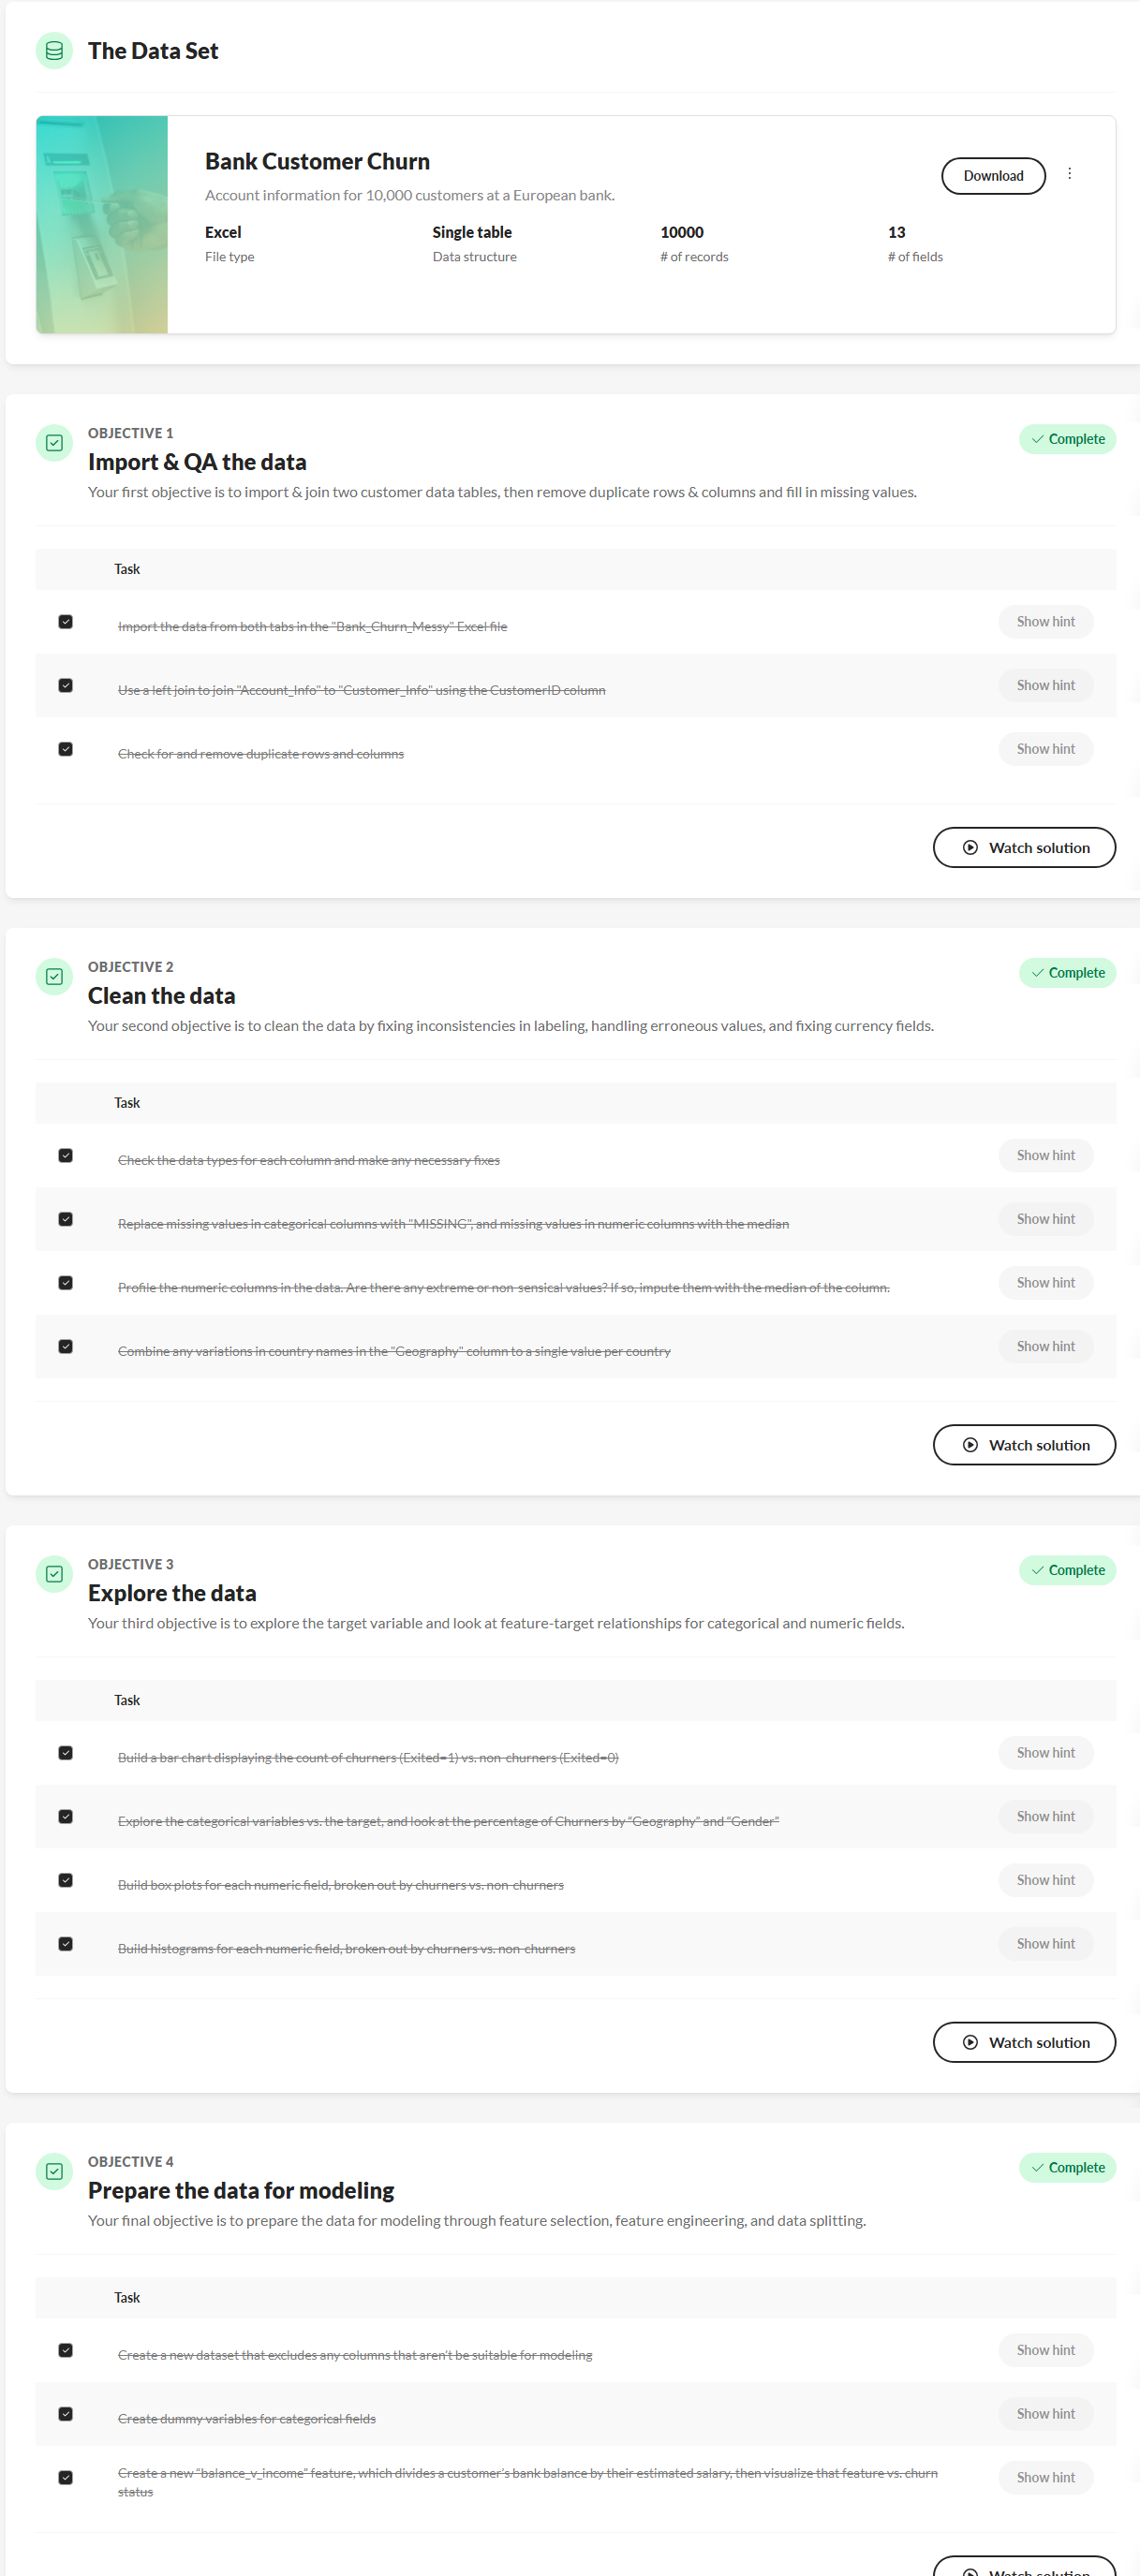 The Data Set
Bank Customer Churn
Download
Account information for 10,000 customers at a European bank.
Excel
Single table
10000
13
File type
Data structure
# of records
# of fields
OBJECTIVE 1
Complete
Import & QA the data
Your first objective is to import & join two customer data tables, then remove duplicate rows & columns and fill in missing values.
Task
Import the data from both tabs in the "Bank_Churn_Messy" Excel file
Show hint
Use a left join to join "Account_Info" to "Customer_Info" using the CustomerID column
Show hint
Check for and remove duplicate rows and columns
Show hint
Watch solution
OBJECTIVE 2
Complete
Clean the data
Your second objective is to clean the data by fixing inconsistencies in labeling, handling erroneous values, and fixing currency fields.
Task
Check the data types for each column and make any necessary fixes
Show hint
Replace missing values in categorical columns with "MISSING", and missing values in numeric columns with the median
Show hint
Profile the numeric columns in the data. Are there any extreme or non-sensical values? If so, impute them with the median of the column.
Show hint
Combine any variations in country names in the "Geography" column to a single value per country
Show hint
Watch solution
OBJECTIVE 3
Complete
Explore the data
Your third objective is to explore the target variable and look at feature-target relationships for categorical and numeric fields.
Task
Build a bar chart displaying the count of churners (Exited=1) vs. non-churners (Exited=0)
Show hint
Explore the categorical variables vs. the target, and look at the percentage of Churners by “Geography” and “Gender”
Show hint
Build box plots for each numeric field, broken out by churners vs. non-churners
Show hint
Build histograms for each numeric field, broken out by churners vs. non-churners
Show hint
Watch solution
OBJECTIVE 4
Complete
Prepare the data for modeling
Your final objective is to prepare the data for modeling through feature selection, feature engineering, and data splitting.
Task
Create a new dataset that excludes any columns that aren't be suitable for modeling
Show hint
Create dummy variables for categorical fields
Show hint
Create a new “balance_v_income” feature, which divides a customer's bank balance by their estimated salary, then visualize that feature vs. churn
status
Show hint
Watch solution